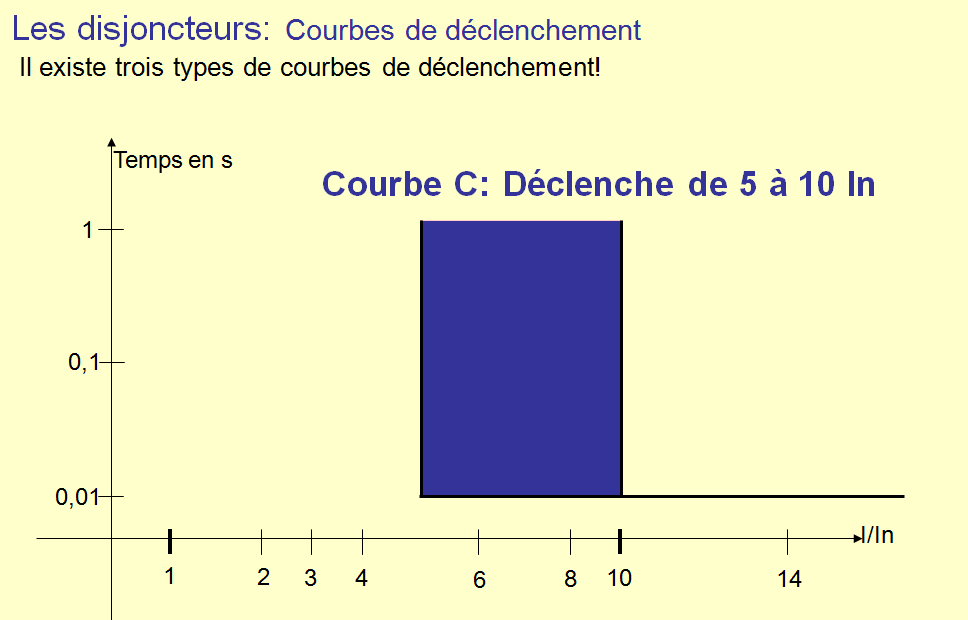 Les disjoncteurs: Courbes de déclenchement
Il existe trois types de courbes de déclenchement!
Temps en s
Courbe C: Déclenche de 5 à 10 In
1
0,1
0,01
I/In
1 2 3 4 6 8 10 14